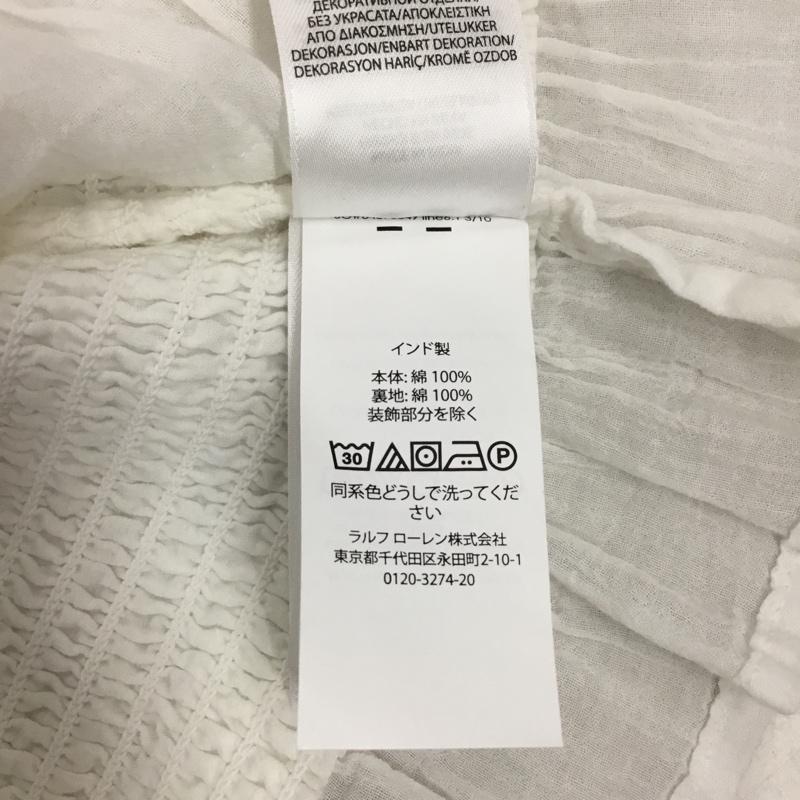 ДЕКОРАТИВНОЙ ОТДЕЛКИ/
БЕЗ УКРАСАТА/ΑΠΟΚΛΕΙΣΤΙΚΗ
ΑΠΟ ΔΙΑΚΟΣΜΗΣΗ/UTELUKKER
DEKORASJON/ENBART DEKORATION/
DEKORASYON HARİÇ/KROMĚ OZDOB
インド製
本体: 綿 100%
裏地: 綿 100%
装飾部分を除く
30 P
同系色どうしで洗ってくだ
さい
ラルフ ローレン株式会社
東京都千代田区永田町2-10-1
0120-3274-20